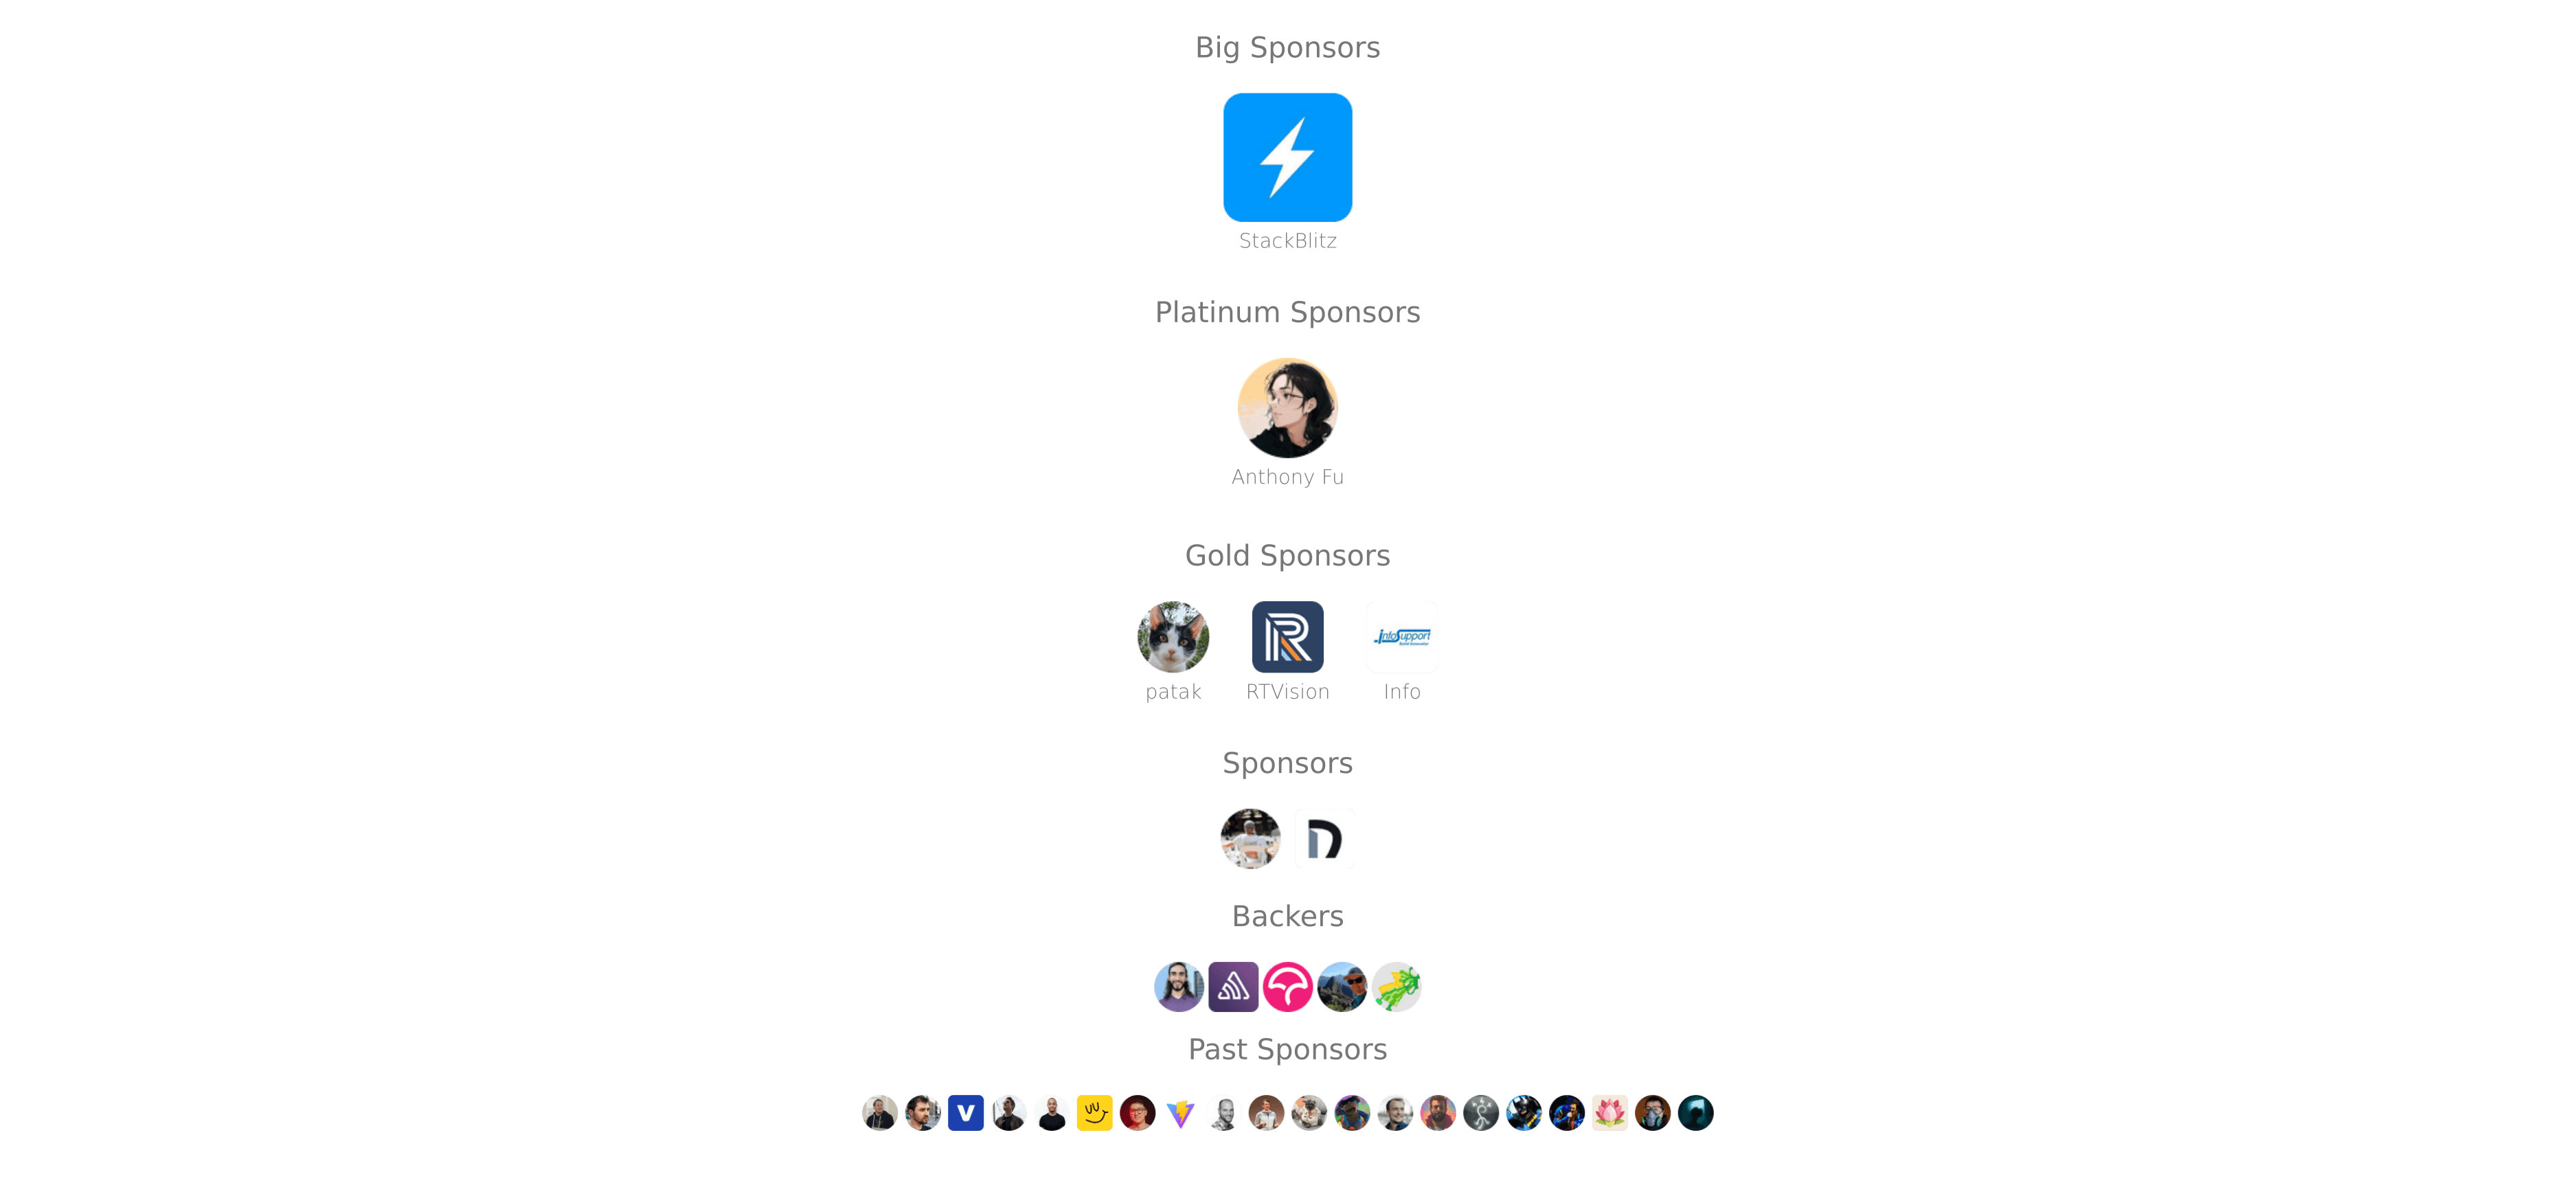 Big Sponsors
StackBlitz
Platinum Sponsors
Anthony Fu
Gold Sponsors
infoSupport
patak RTVision Info
Sponsors
Backers
Past Sponsors